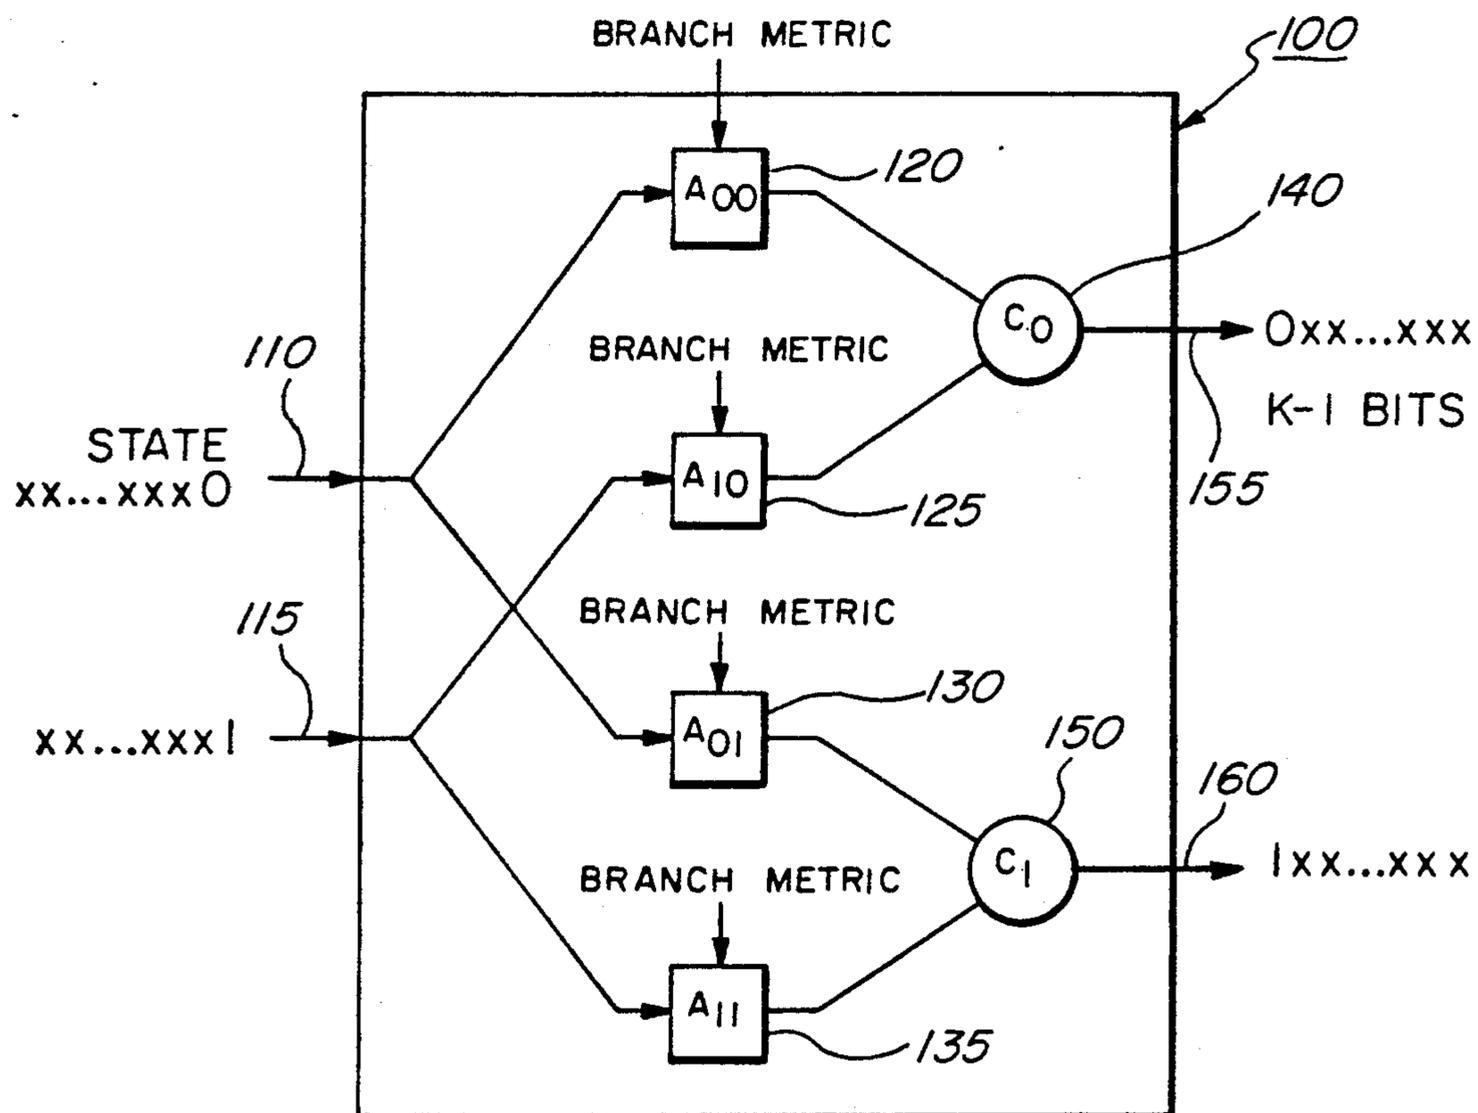 BRANCH METRIC
100
A00
120
140
C0
0xx...xxx
BRANCH METRIC
K-1 BITS
110
STATE
xx...xxx0
A10
125
155
BRANCH METRIC
115
130
xx...xxx1
A01
150
160
C1
1xx...xxx
BRANCH METRIC
A11
135